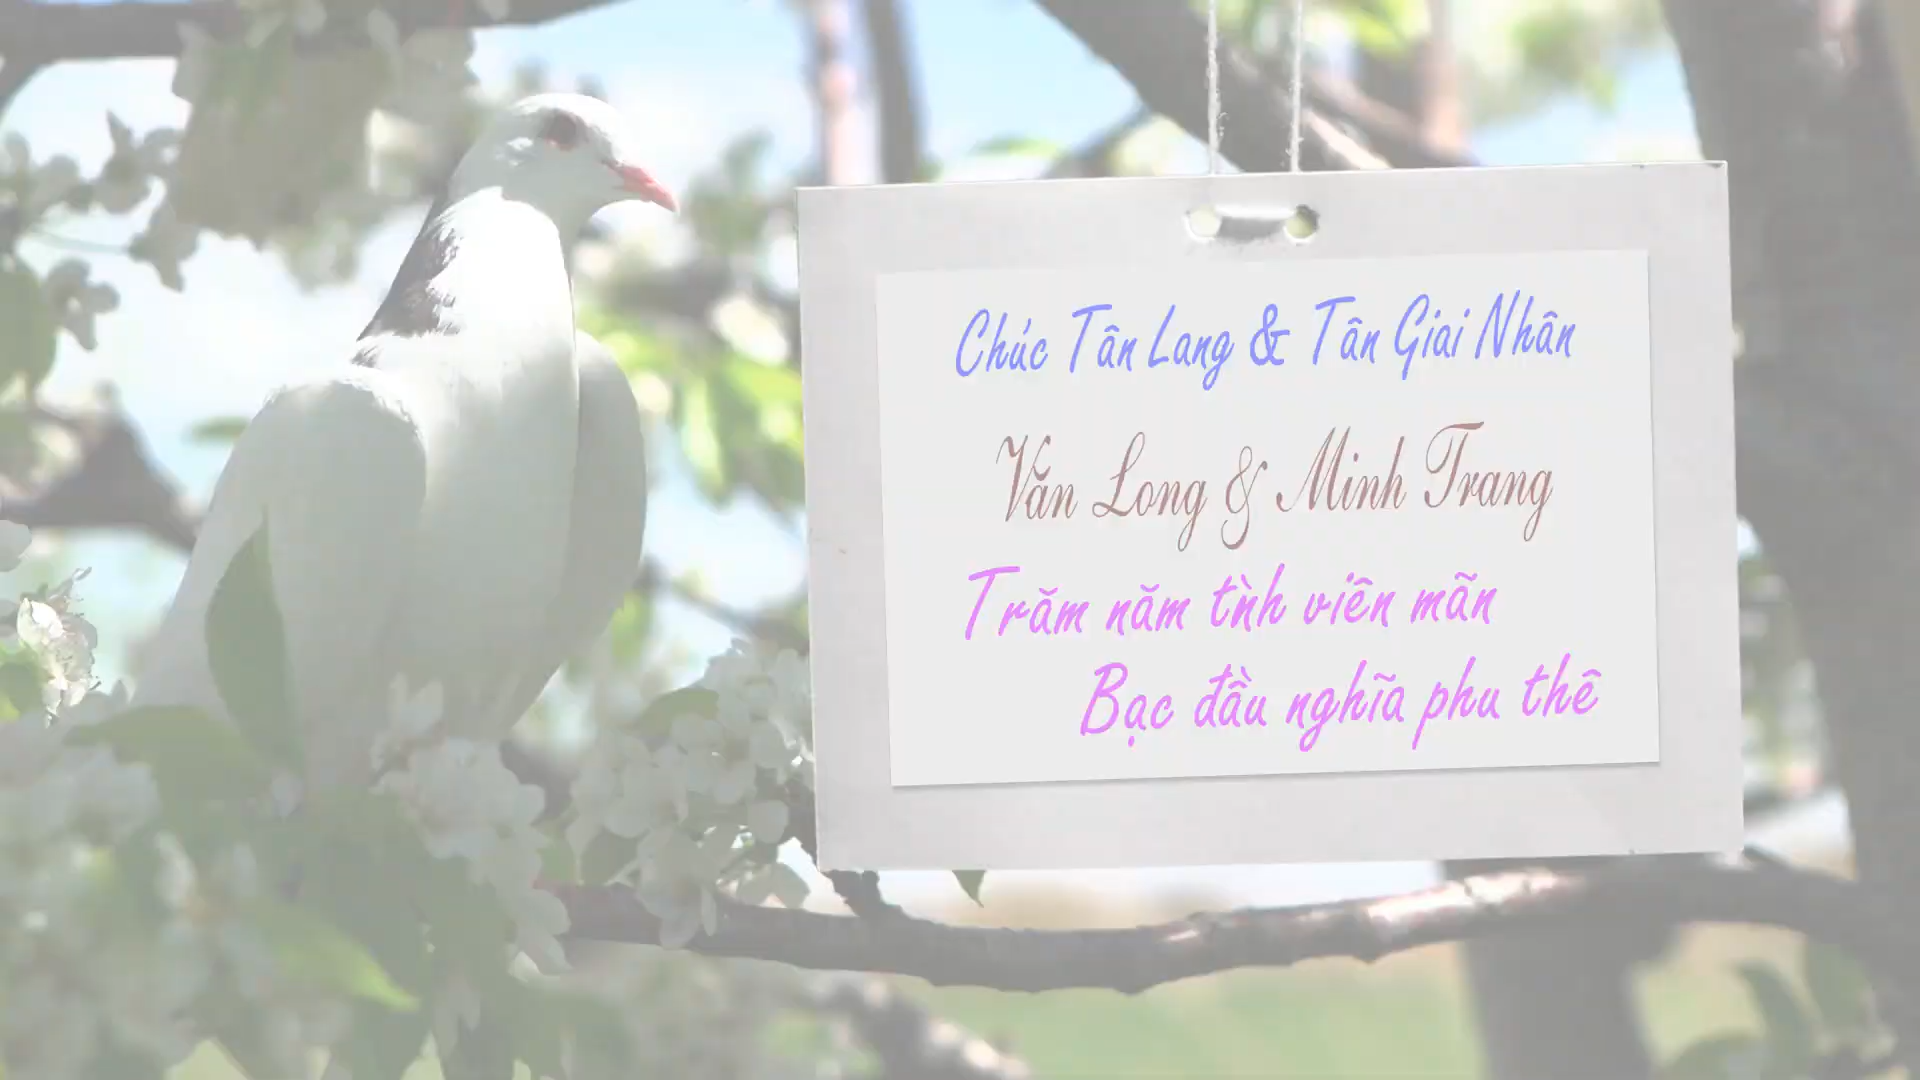 Chúc Tân Lang & Tân Giai Nhân
Văn Long & Minh Trang
Trăm năm tình viên mãn
Bạc đầu nghĩa phu thê